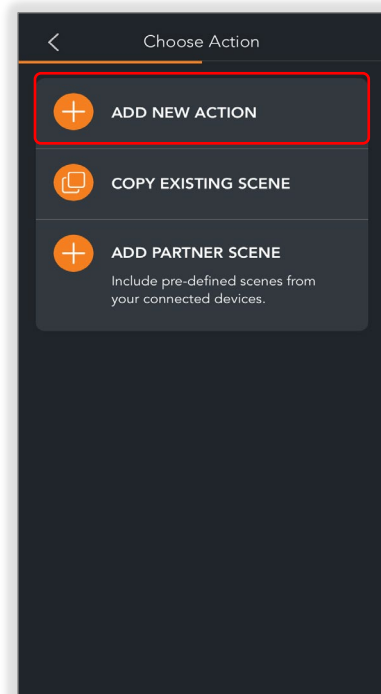 Choose Action
ADD NEW ACTION
COPY EXISTING SCENE
ADD PARTNER SCENE
Include pre-defined scenes from
your connected devices.